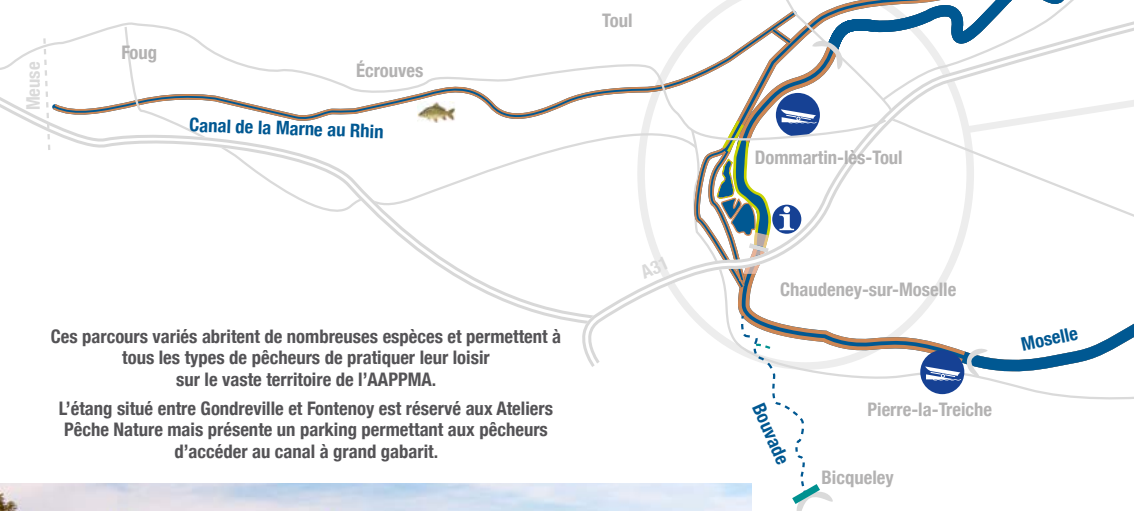 Toul
Foug
Écrouves
Meuse
Canal de la Marne au Rhin
Dommartin-lès-Toul
i
A31
Chaudeney-sur-Moselle
Moselle
Pierre-la-Treiche
Bouvade
Bicqueley
Ces parcours variés abritent de nombreuses espèces et permettent à
tous les types de pêcheurs de pratiquer leur loisir
sur le vaste territoire de l’AAPPMA.
L’étang situé entre Gondreville et Fontenoy est réservé aux Ateliers
Pêche Nature mais présente un parking permettant aux pêcheurs
d’accéder au canal à grand gabarit.